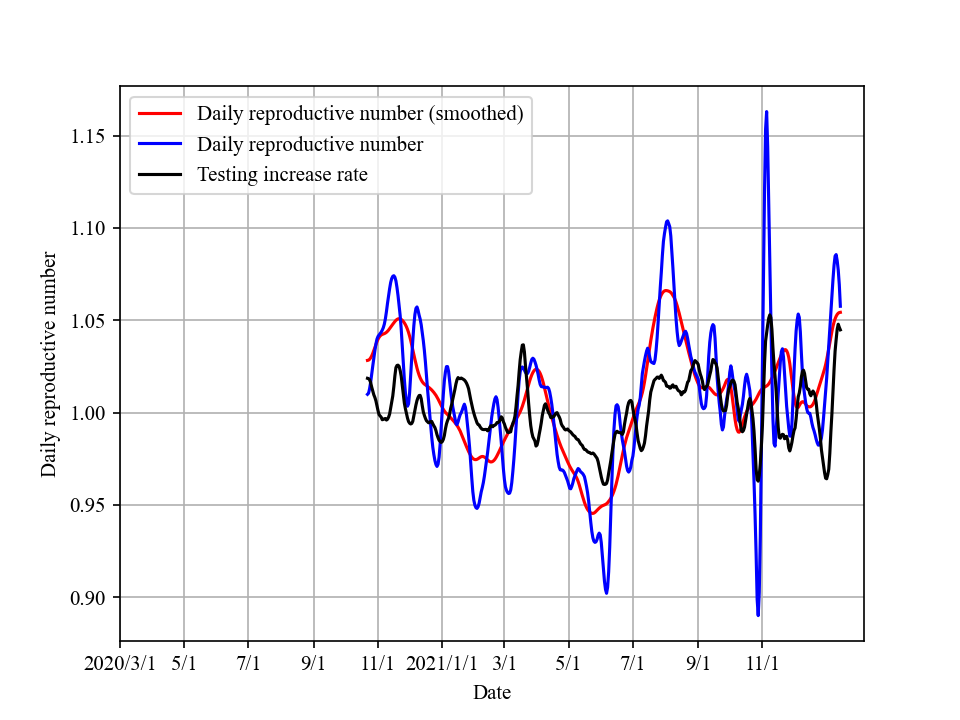 Daily reproductive number (smoothed)
Daily reproductive number
Testing increase rate
Daily reproductive number
1.15
1.10
1.05
1.00
0.95
0.90
2020/3/1 5/1 7/1 9/1 11/1 2021/1/1 3/1 5/1 7/1 9/1 11/1
Date